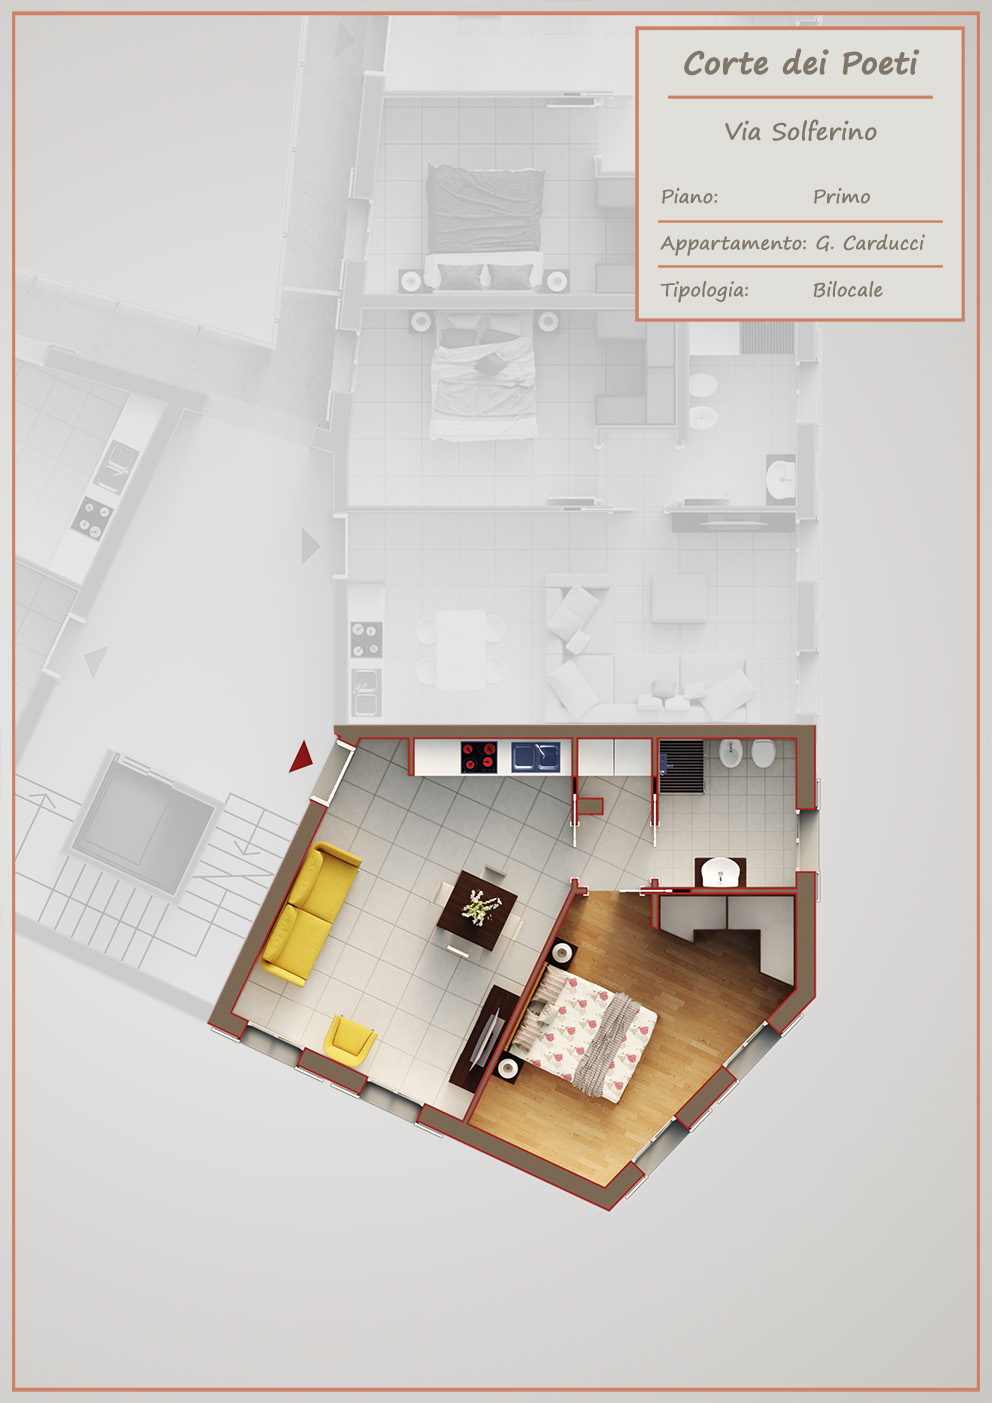 Corte dei Poeti
Via Solferino
Piano: Primo
Appartamento: G. Carducci
Tipologia: Bilocale